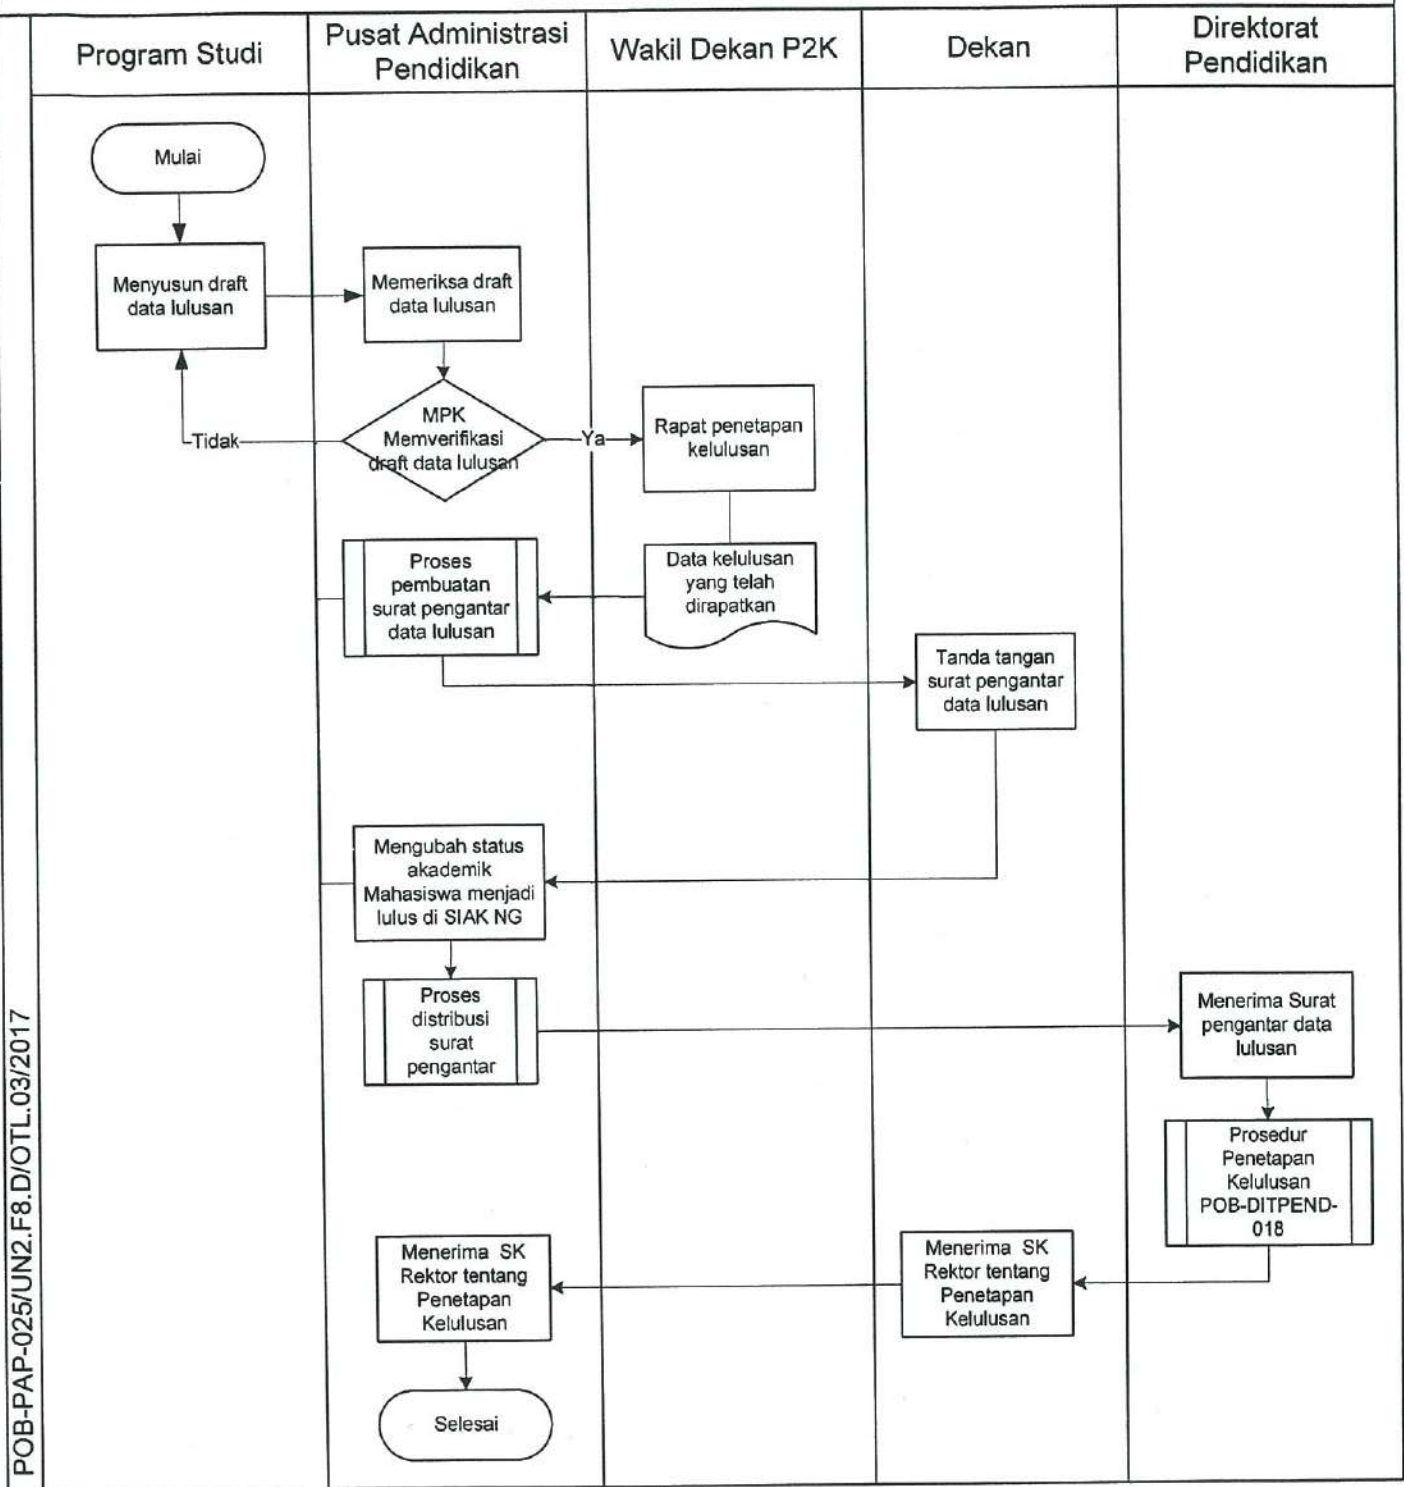 Program Studi
Pusat Administrasi
Pendidikan
Wakil Dekan P2K
Dekan
Direktorat
Pendidikan
Mulai
Menyusun draft
data lulusan
Memeriksa draft
data lulusan
MPK
Memverifikasi
draft data lulusan
Tidak
Ya
Rapat penetapan
kelulusan
Data kelulusan
yang telah
dirapatkan
Proses
pembuatan
surat pengantar
data lulusan
Tanda tangan
surat pengantar
data lulusan
Mengubah status
akademik
Mahasiswa menjadi
lulus di SIAK NG
Proses
distribusi
surat
pengantar
Menerima Surat
pengantar data
lulusan
Prosedur
Penetapan
Kelulusan
POB-DITPEND-
018
Menerima SK
Rektor tentang
Penetapan
Kelulusan
Menerima SK
Rektor tentang
Penetapan
Kelulusan
Selesai
POB-PAP-025/UN2.F8.D/OTL.03/2017